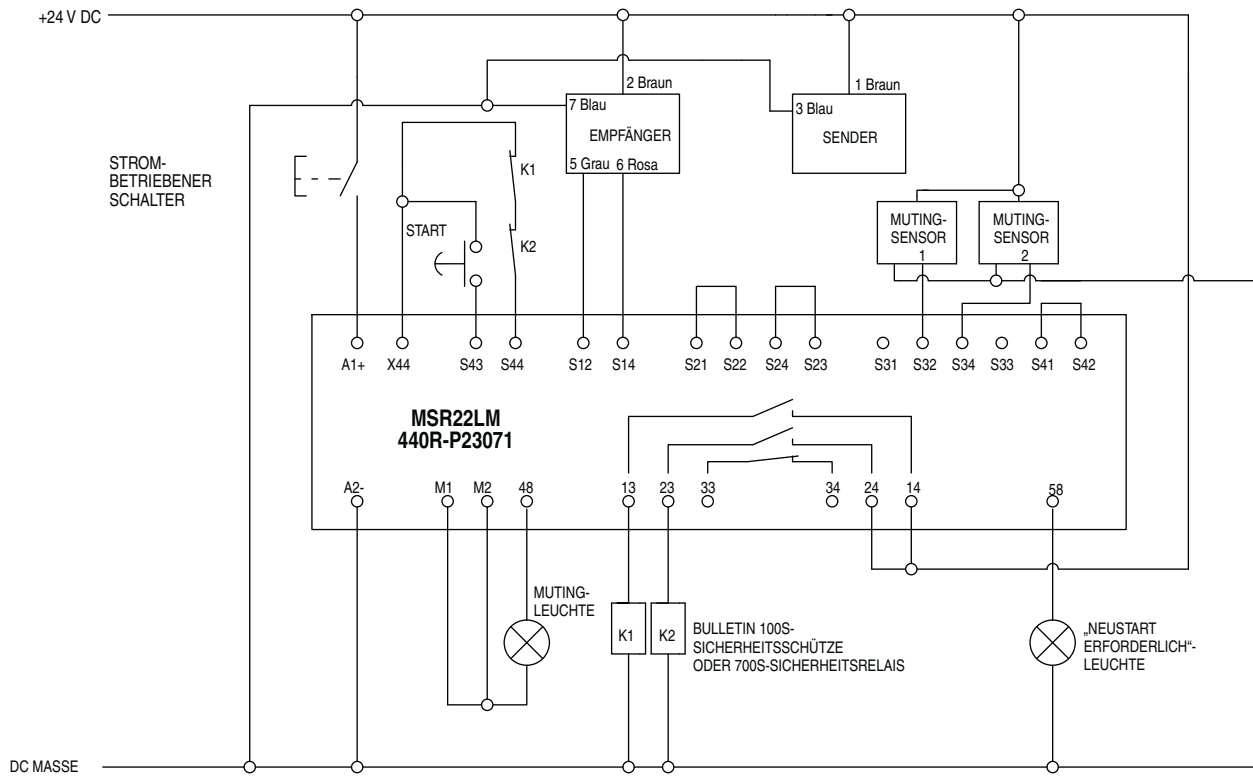 +24 V DC
2 Braun
1 Braun
7 Blau
3 Blau
EMPFÄNGER
SENDER
5 Grau 6 Rosa
STROM-
BETRIEBENER
SCHALTER
K1
START
K2
MUTING-
SENSOR
1
MUTING-
SENSOR
2
A1+ X44 S43 S44 S12 S14 S21 S22 S24 S23 S31 S32 S34 S33 S41 S42
MSR22LM
440R-P23071
A2- M1 M2 48 13 23 33 34 24 14 58
MUTING-
LEUCHTE
K1
K2
BULLETIN 100S-
SICHERHEITSSCHÜTZE
ODER 700S-SICHERHEITSRELAIS
„NEUSTART
ERFORDERLICH“-
LEUCHTE
DC MASSE